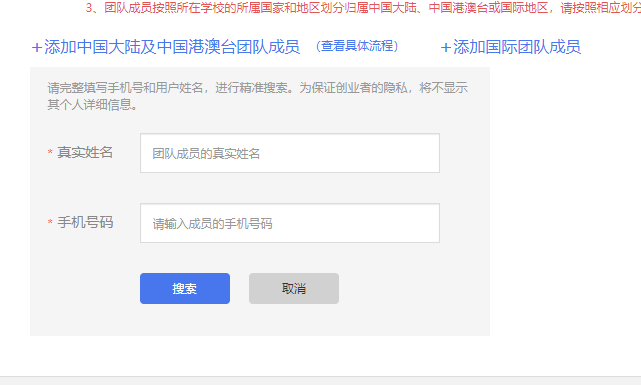 3、团队成员按照所在学校的所属国家和地区划分归属中国大陆、中国港澳台或国际地区，请按照相应划分
+添加中国大陆及中国港澳台团队成员 （查看具体流程） +添加国际团队成员
请完整填写手机号和用户姓名，进行精准搜索。为保证创业者的隐私，将不显示
其个人详细信息。
* 真实姓名 团队成员的真实姓名
* 手机号码 请输入成员的手机号码
搜索 取消